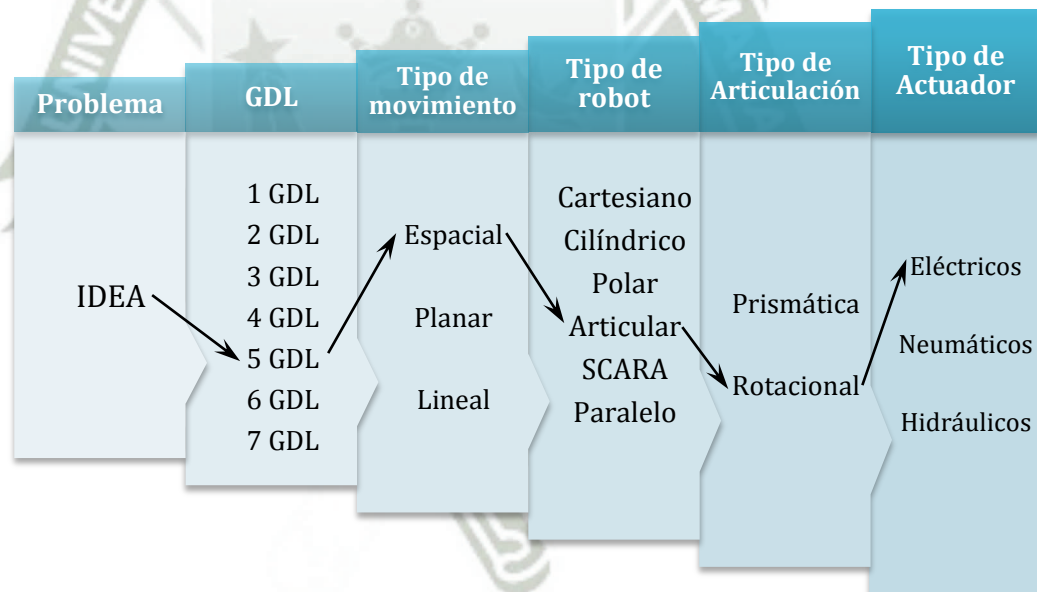 Problema
GDL
Tipo de
movimiento
Tipo de
robot
Tipo de
Articulación
Tipo de
Actuador
IDEA
1 GDL
2 GDL
3 GDL
4 GDL
5 GDL
6 GDL
7 GDL
Espacial
Planar
Lineal
Cartesiano
Cilíndrico
Polar
Articular
SCARA
Paralelo
Prismática
Rotacional
Eléctricos
Neumáticos
Hidráulicos